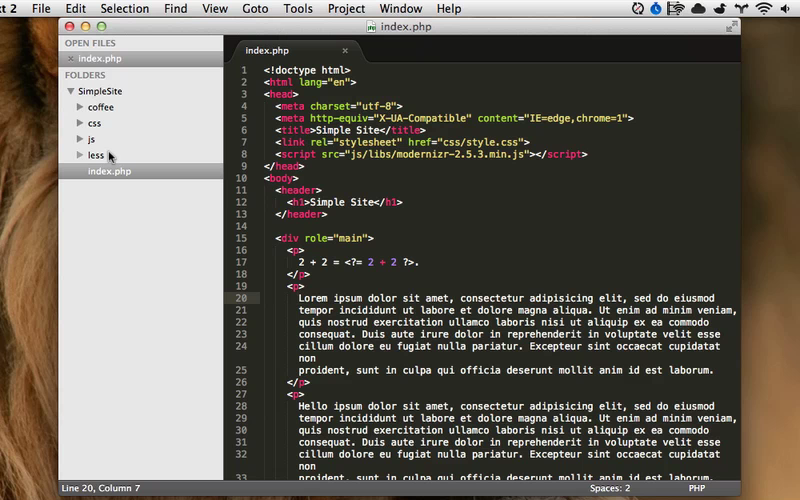 xt 2 File Edit Selection Find View Goto Tools Project Window Help
index.php
OPEN FILES
index.php
FOLDERS
SimpleSite
coffee
css
js
less
index.php
index.php
1 <!doctype html>
2 <html lang="en">
3 <head>
4 <meta charset="utf-8">
5 <meta http-equiv="X-UA-Compatible" content="IE=edge,chrome=1">
6 <title>Simple Site</title>
7 <link rel="stylesheet" href="css/style.css">
8 <script src="js/libs/modernizr-2.5.3.min.js"></script>
9 </head>
10 <body>
11 <header>
12 <h1>Simple Site</h1>
13 </header>
14
15 <div role="main">
16 <p>
17 2 + 2 = <?= 2 + 2 ?>.
18 </p>
19 <p>
20 Lorem ipsum dolor sit amet, consectetur adipisicing elit, sed do eiusmod
21 tempor incididunt ut labore et dolore magna aliqua. Ut enim ad minim veniam,
22 quis nostrud exercitation ullamco laboris nisi ut aliquip ex ea commodo
23 consequat. Duis aute irure dolor in reprehenderit in voluptate velit esse
24 cillum dolore eu fugiat nulla pariatur. Excepteur sint occaecat cupidatat
non
25 proident, sunt in culpa qui officia deserunt mollit anim id est laborum.
26 </p>
27 <p>
28 Hello ipsum dolor sit amet, consectetur adipisicing elit, sed do eiusmod
29 tempor incididunt ut labore et dolore magna aliqua. Ut enim ad minim veniam,
30 quis nostrud exercitation ullamco laboris nisi ut aliquip ex ea commodo
31 consequat. Duis aute irure dolor in reprehenderit in voluptate velit esse
32 cillum dolore eu fugiat nulla pariatur. Excepteur sint occaecat cupidatat
non
33 proident, sunt in culpa qui officia deserunt mollit anim id est laborum.
Line 20, Column 7 Spaces: 2 PHP